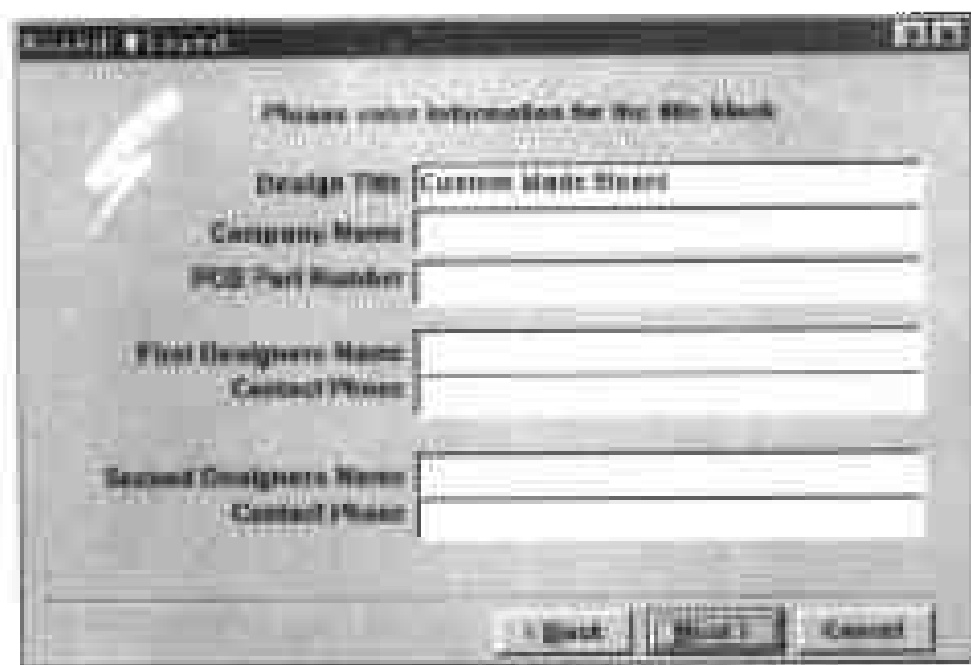 Please enter information for the title block
Design Title Custom Made Board
Company Name
PCB Part Number
First Designers Name
Contact Phone
Second Designers Name
Contact Phone
< Back Next > Cancel